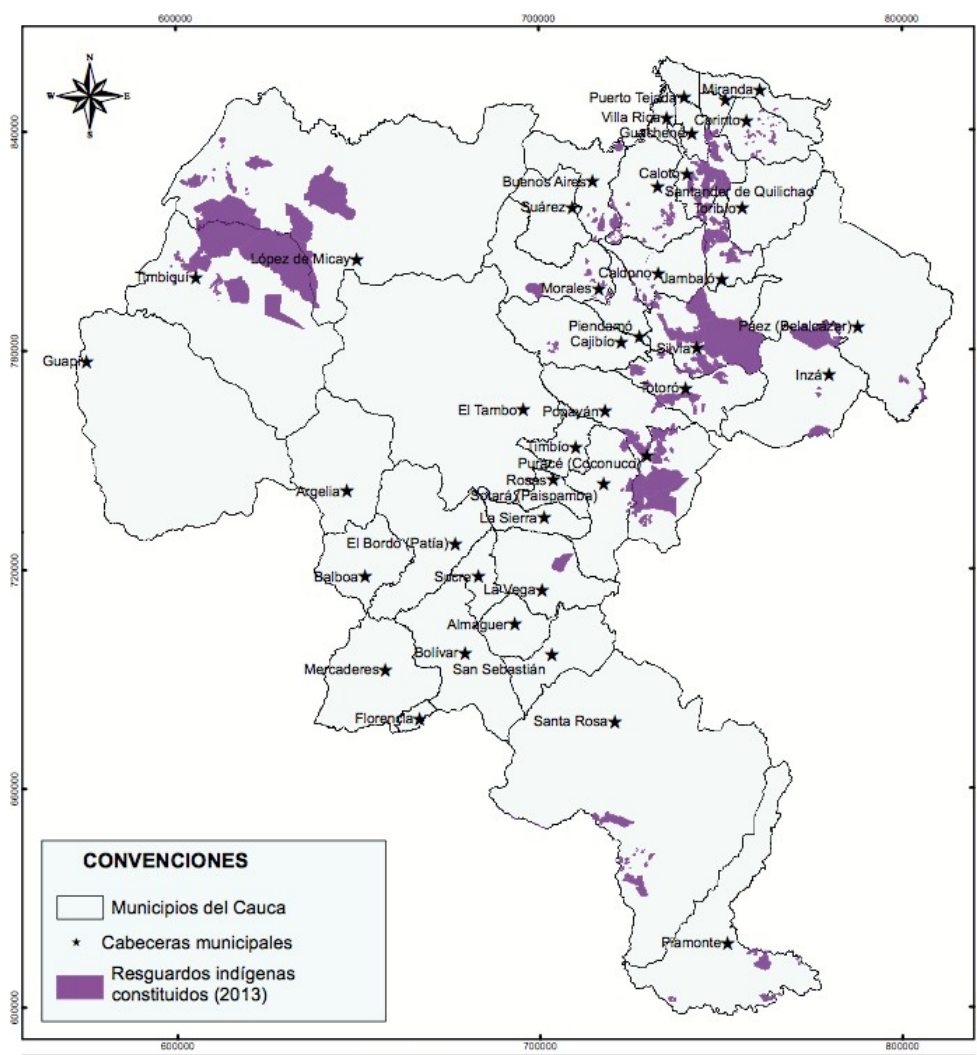 600000
700000
800000
N
W
E
S
840000
780000
720000
660000
600000
Miranda
Puerto Tejada
Villa Rica
Corinto
Guachené
Caloto
Buenos Aires
Santander de Quilichao
Suárez
Toribío
López de Micay
Caldono
Jambaló
Timbiquí
Morales
Piendamó
Páez (Belalcázar)
Cajibío
Silvia
Guapi
Inzá
Totoró
El Tambo
Popayán
Timbío
Puracé (Coconuco)
Rosas
Sotará (Paispamba)
Argelia
La Sierra
El Bordo (Patía)
Balboa
Sucre
La Vega
Almaguer
Bolívar
San Sebastián
Mercaderes
Florencia
Santa Rosa
Piamonte
CONVENCIONES
Municipios del Cauca
Cabeceras municipales
Resguardos indígenas
constituidos (2013)
600000
700000
800000